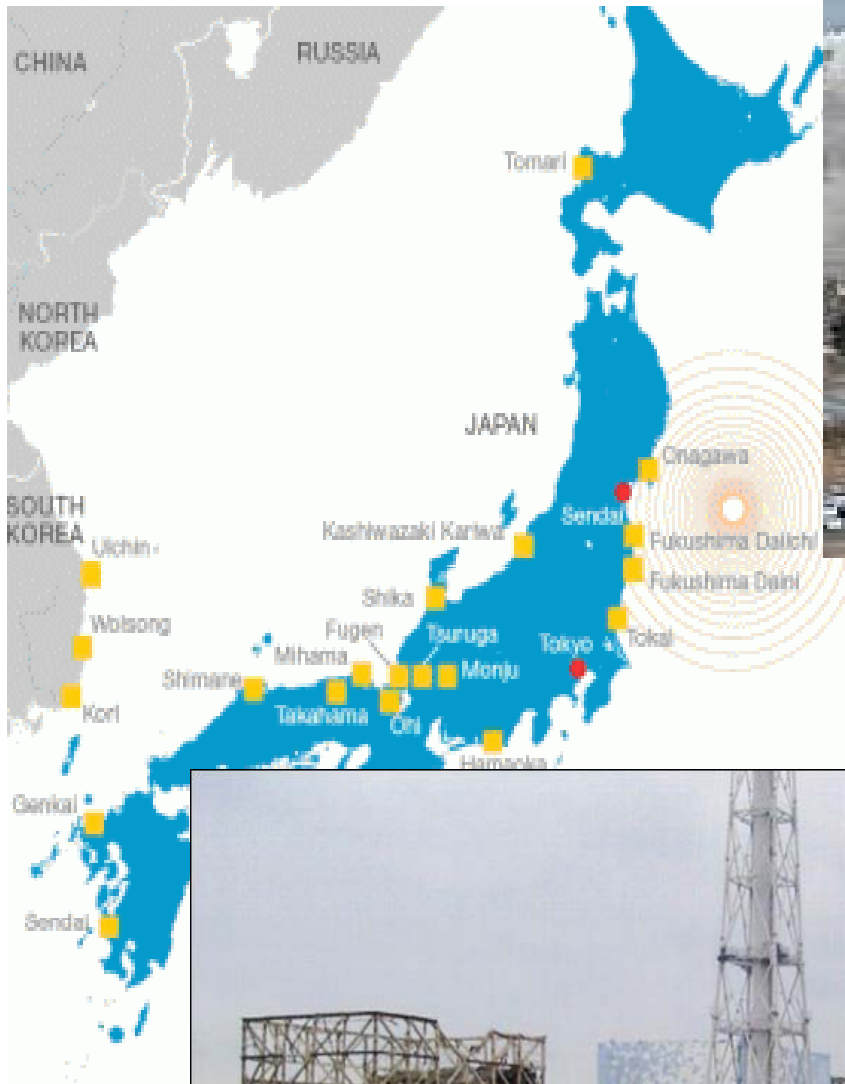 CHINA
RUSSIA
Tomari
NORTH
KOREA
JAPAN
Onagawa
SOUTH
KOREA
Sendai
Kashiwazaki Kariwa
Fukushima Daiichi
Ulchin
Fukushima Daini
Shika
Wolsong
Fugen
Tsuruga
Tokyo
Tokai
Mihama
Monju
Shimane
Takahama
Ohi
Kori
Hamaoka
Genkai
Sendai